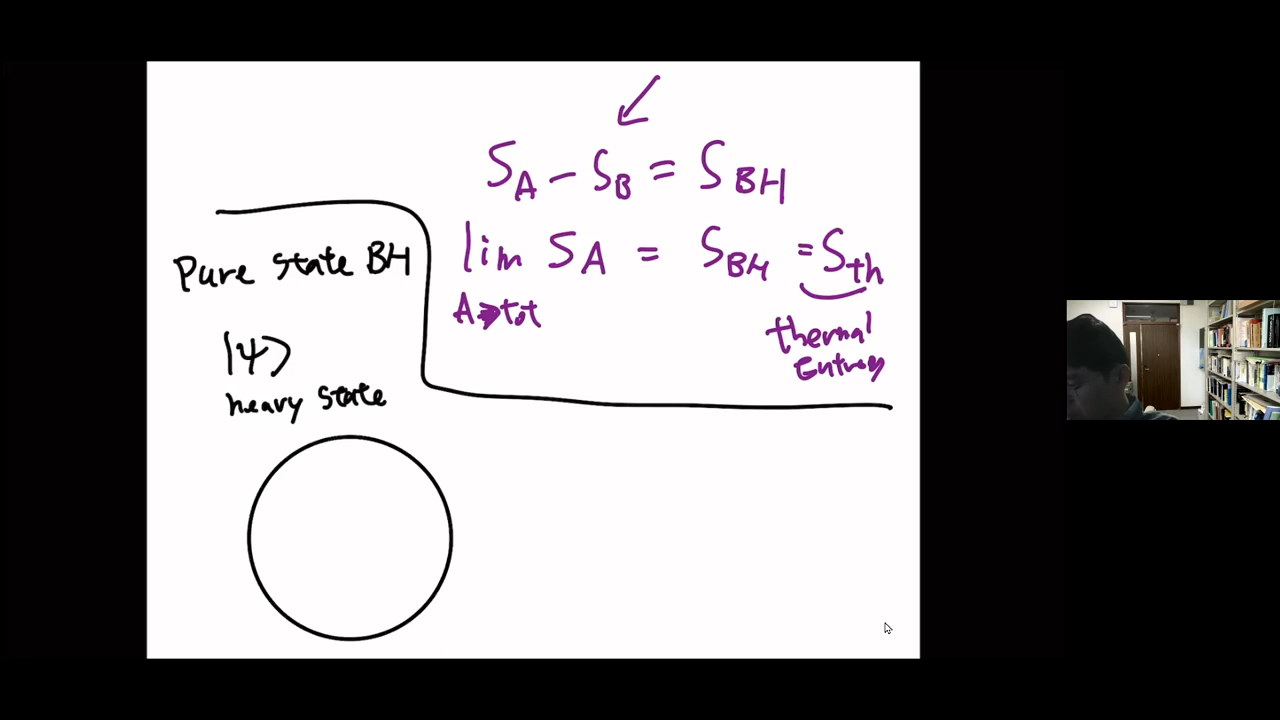 S_A - S_B = S_BH
lim S_A = S_BH = S_th
A→tot
thermal
Entropy
Pure state BH
|ψ⟩
heavy state